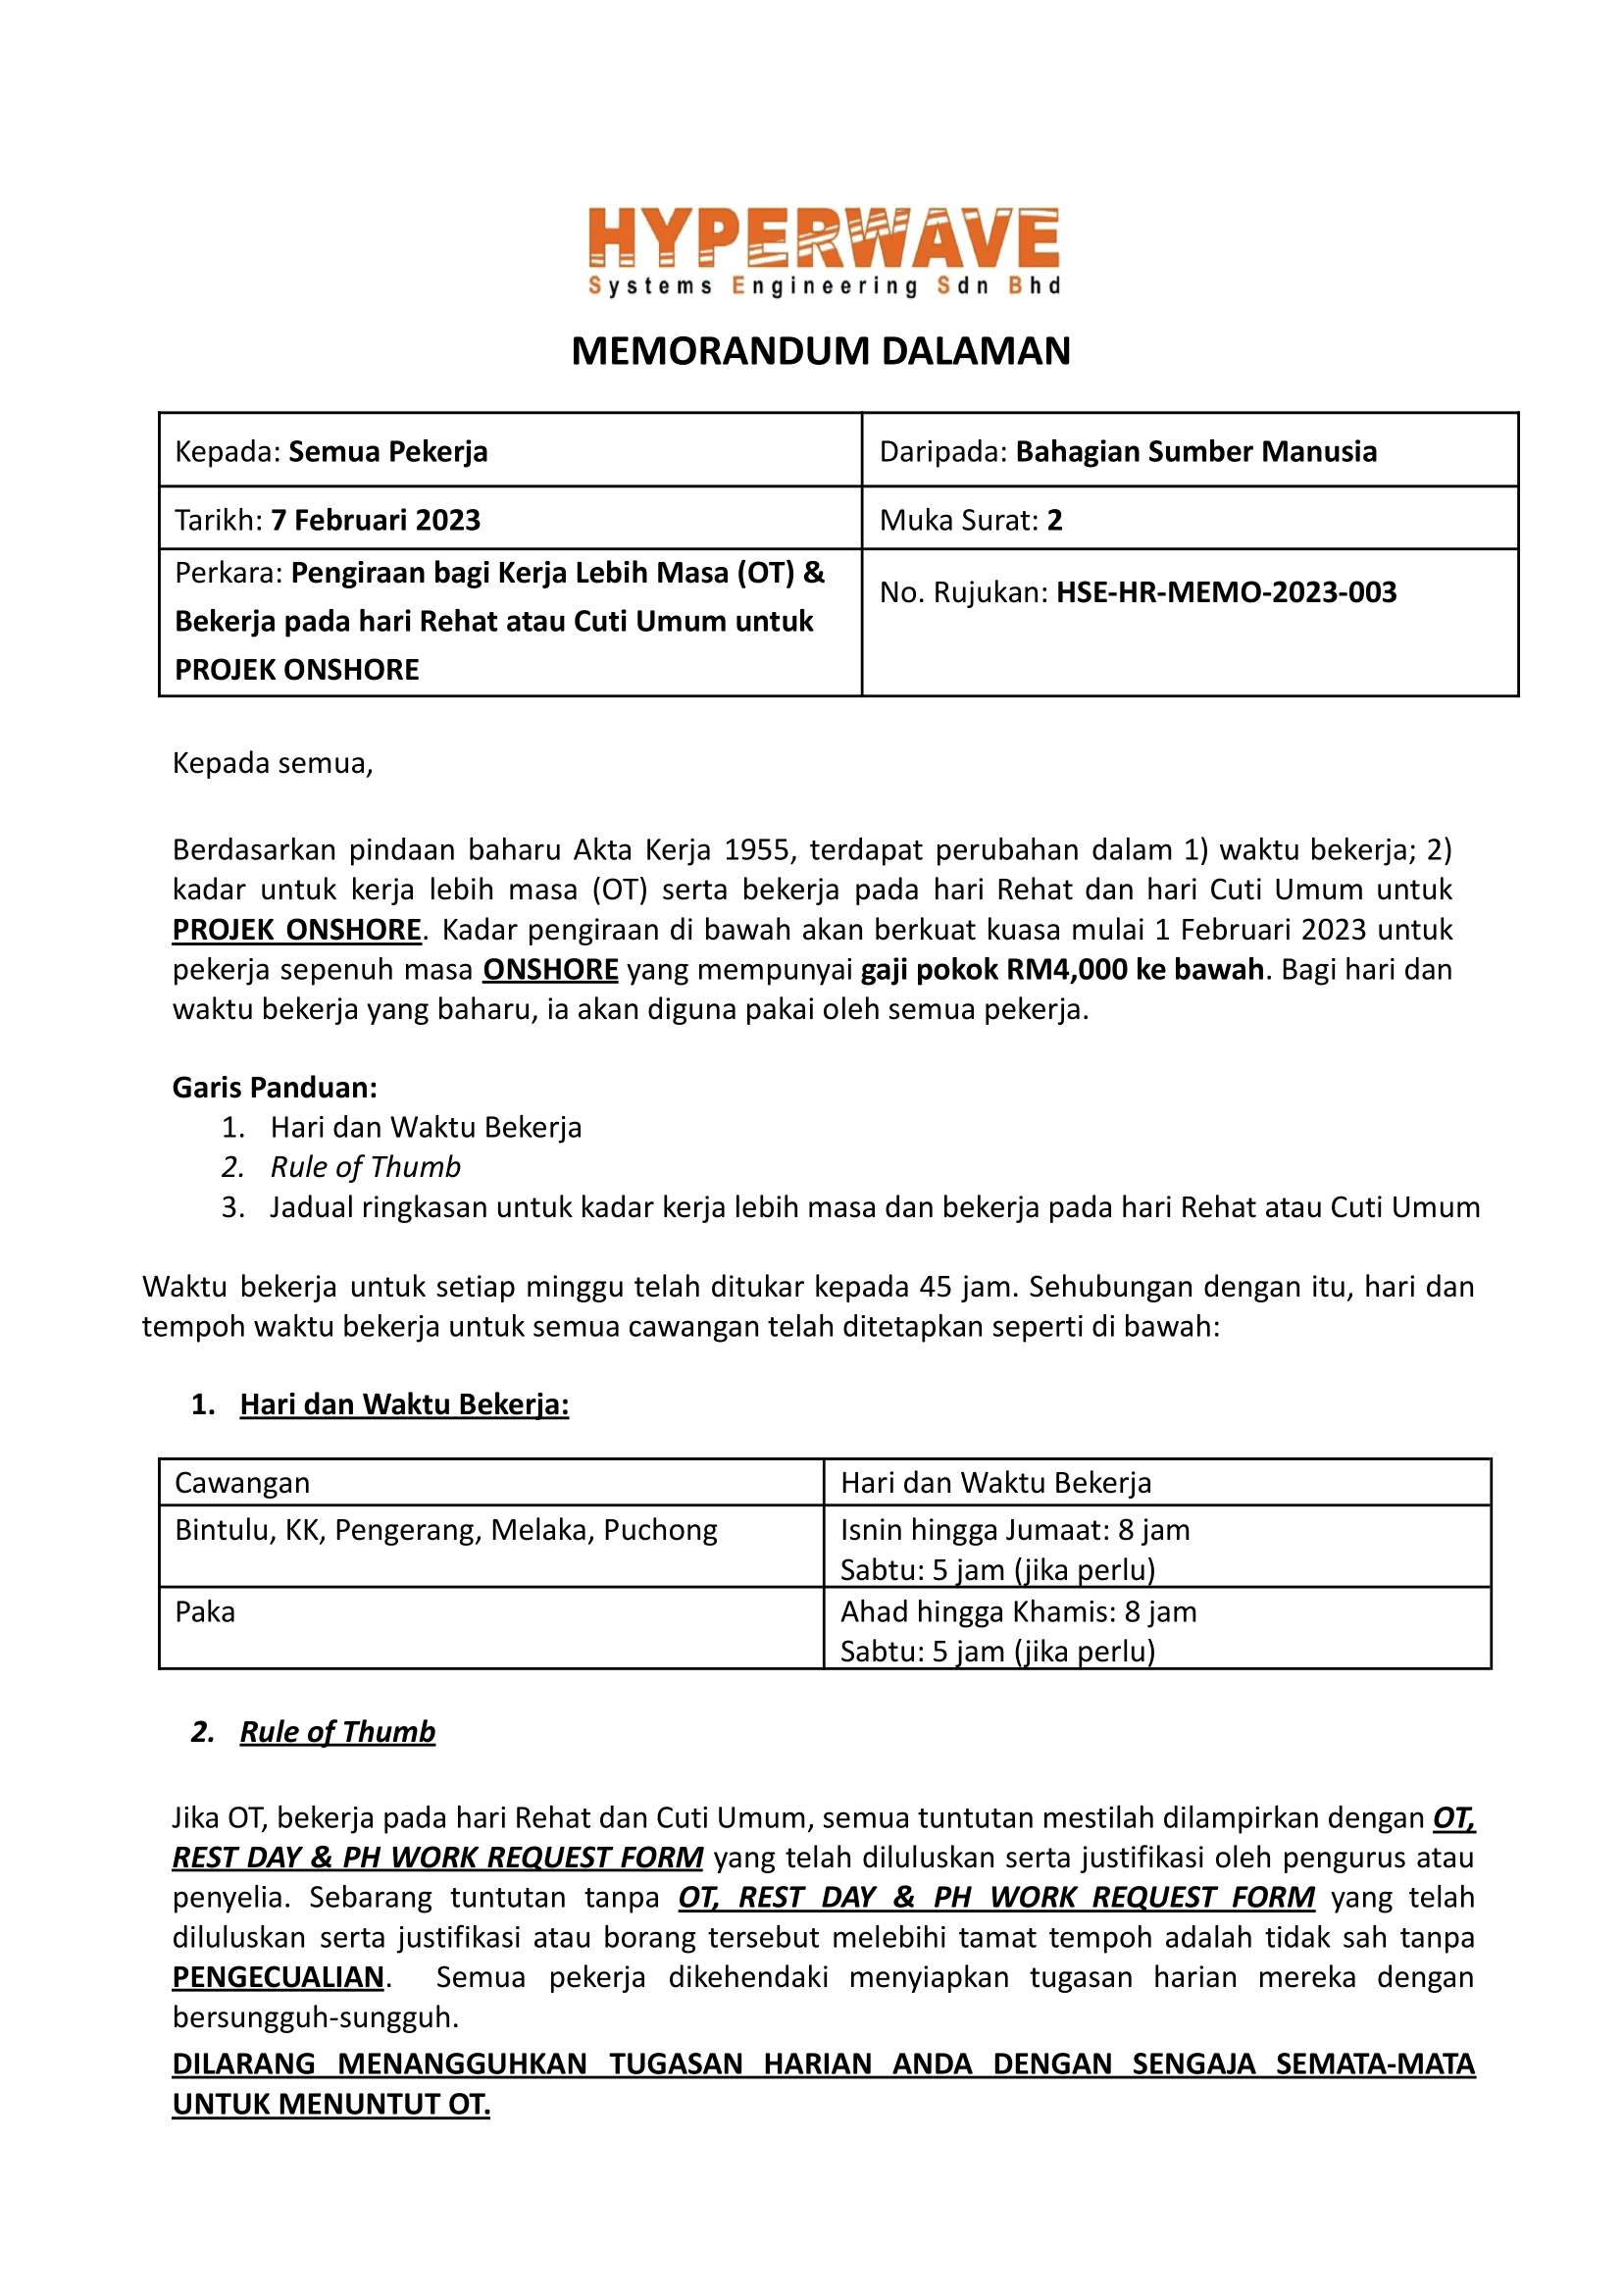 HYPERWAVE
Systems Engineering Sdn Bhd
MEMORANDUM DALAMAN
Kepada: Semua Pekerja
Daripada: Bahagian Sumber Manusia
Tarikh: 7 Februari 2023
Muka Surat: 2
Perkara: Pengiraan bagi Kerja Lebih Masa (OT) &
Bekerja pada hari Rehat atau Cuti Umum untuk
PROJEK ONSHORE
No. Rujukan: HSE-HR-MEMO-2023-003
Kepada semua,
Berdasarkan pindaan baharu Akta Kerja 1955, terdapat perubahan dalam 1) waktu bekerja; 2)
kadar untuk kerja lebih masa (OT) serta bekerja pada hari Rehat dan hari Cuti Umum untuk
PROJEK ONSHORE. Kadar pengiraan di bawah akan berkuat kuasa mulai 1 Februari 2023 untuk
pekerja sepenuh masa ONSHORE yang mempunyai gaji pokok RM4,000 ke bawah. Bagi hari dan
waktu bekerja yang baharu, ia akan diguna pakai oleh semua pekerja.
Garis Panduan:
1. Hari dan Waktu Bekerja
2. Rule of Thumb
3. Jadual ringkasan untuk kadar kerja lebih masa dan bekerja pada hari Rehat atau Cuti Umum
Waktu bekerja untuk setiap minggu telah ditukar kepada 45 jam. Sehubungan dengan itu, hari dan
tempoh waktu bekerja untuk semua cawangan telah ditetapkan seperti di bawah:
1. Hari dan Waktu Bekerja:
Cawangan
Hari dan Waktu Bekerja
Bintulu, KK, Pengerang, Melaka, Puchong
Isnin hingga Jumaat: 8 jam
Sabtu: 5 jam (jika perlu)
Paka
Ahad hingga Khamis: 8 jam
Sabtu: 5 jam (jika perlu)
2. Rule of Thumb
Jika OT, bekerja pada hari Rehat dan Cuti Umum, semua tuntutan mestilah dilampirkan dengan OT,
REST DAY & PH WORK REQUEST FORM yang telah diluluskan serta justifikasi oleh pengurus atau
penyelia. Sebarang tuntutan tanpa OT, REST DAY & PH WORK REQUEST FORM yang telah
diluluskan serta justifikasi atau borang tersebut melebihi tamat tempoh adalah tidak sah tanpa
PENGECUALIAN. Semua pekerja dikehendaki menyiapkan tugasan harian mereka dengan
bersungguh-sungguh.
DILARANG MENANGGUHKAN TUGASAN HARIAN ANDA DENGAN SENGAJA SEMATA-MATA
UNTUK MENUNTUT OT.